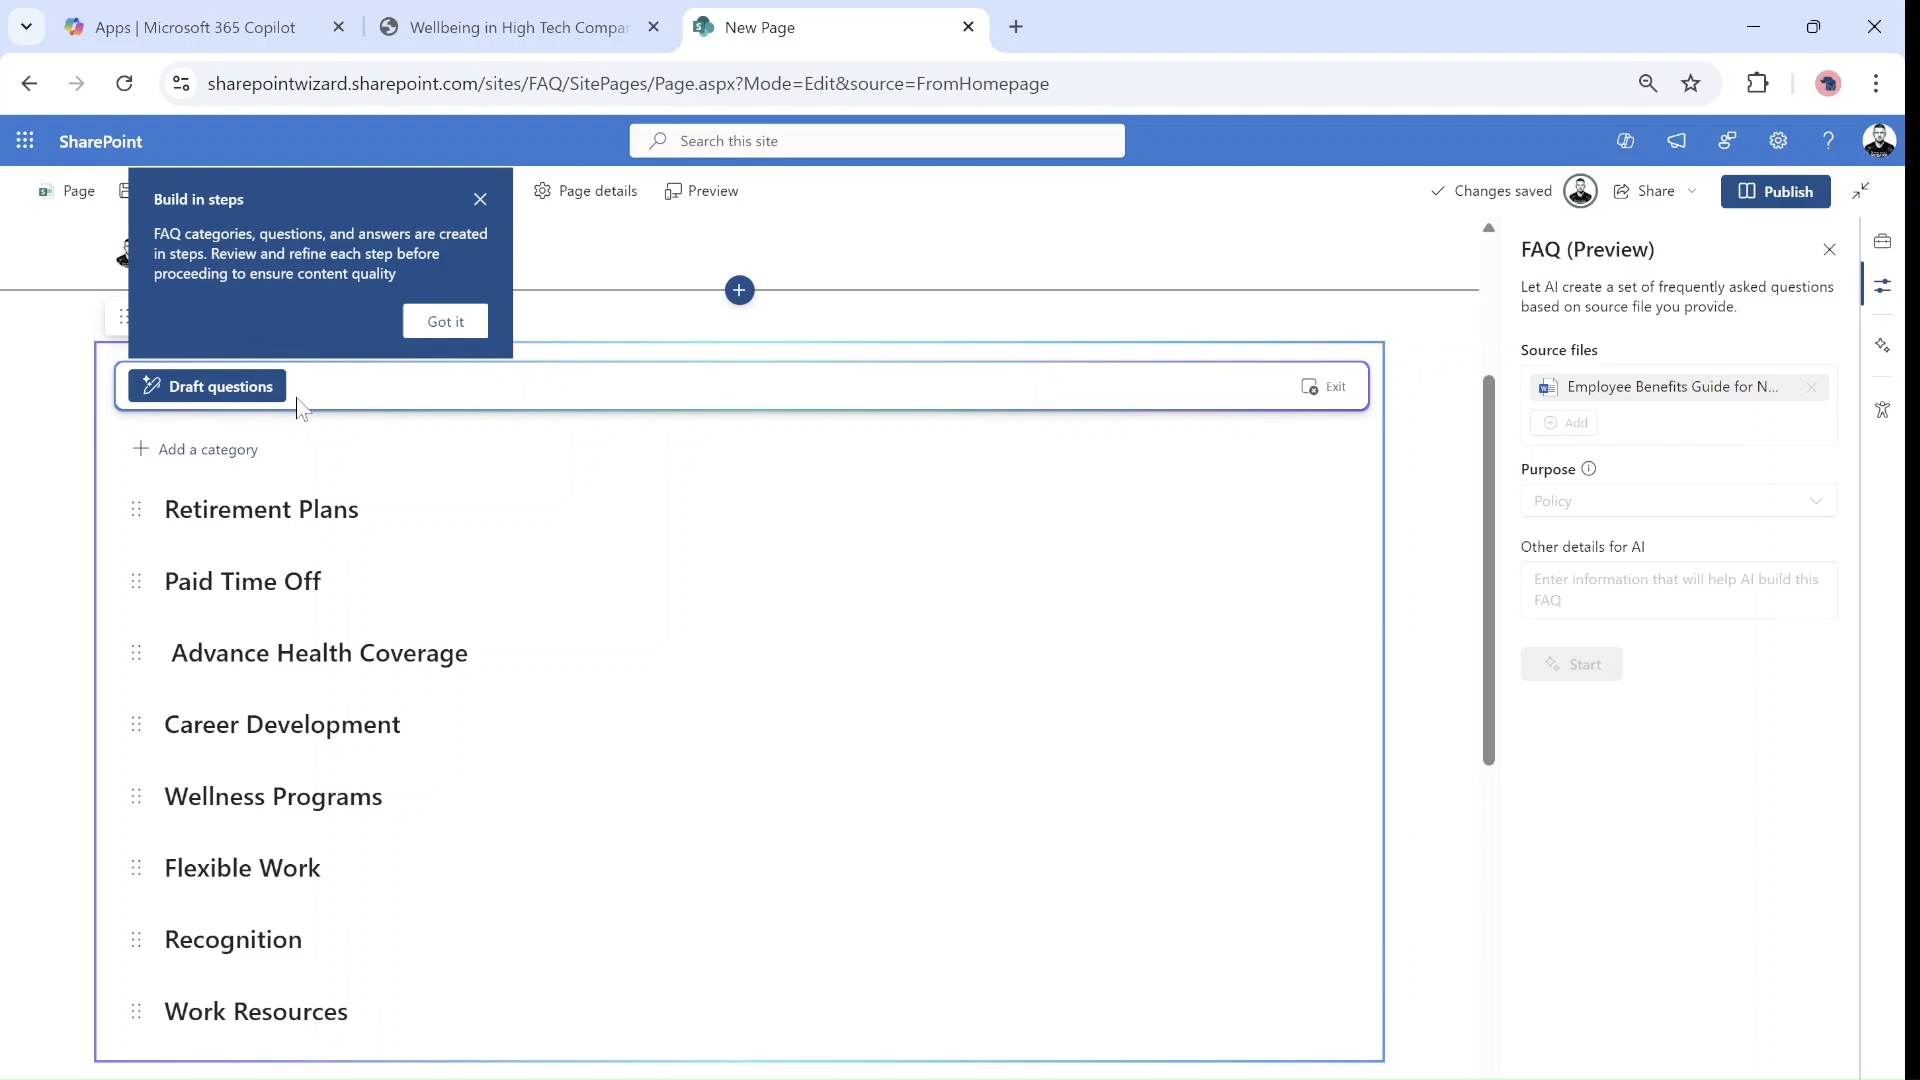 Apps | Microsoft 365 Copilot
Wellbeing in High Tech Compar
New Page
sharepointwizard.sharepoint.com/sites/FAQ/SitePages/Page.aspx?Mode=Edit&source=FromHomepage
SharePoint
Search this site
Page
Page details
Preview
Changes saved
Share
Publish
Build in steps
FAQ categories, questions, and answers are created
in steps. Review and refine each step before
proceeding to ensure content quality
Got it
Draft questions
Exit
Add a category
Retirement Plans
Paid Time Off
Advance Health Coverage
Career Development
Wellness Programs
Flexible Work
Recognition
Work Resources
FAQ (Preview)
Let AI create a set of frequently asked questions
based on source file you provide.
Source files
Employee Benefits Guide for N...
Add
Purpose
Policy
Other details for AI
Enter information that will help AI build this
FAQ
Start